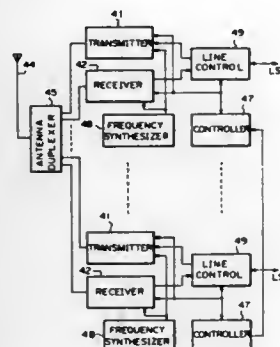 41
TRANSMITTER
49
LINE
CONTROL
LS
44
45
42
RECEIVER
ANTENNA
DUPLEXER
48
FREQUENCY
SYNTHESIZER
47
CONTROLLER
41
TRANSMITTER
49
LINE
CONTROL
LS
42
RECEIVER
47
48
FREQUENCY
SYNTHESIZER
CONTROLLER